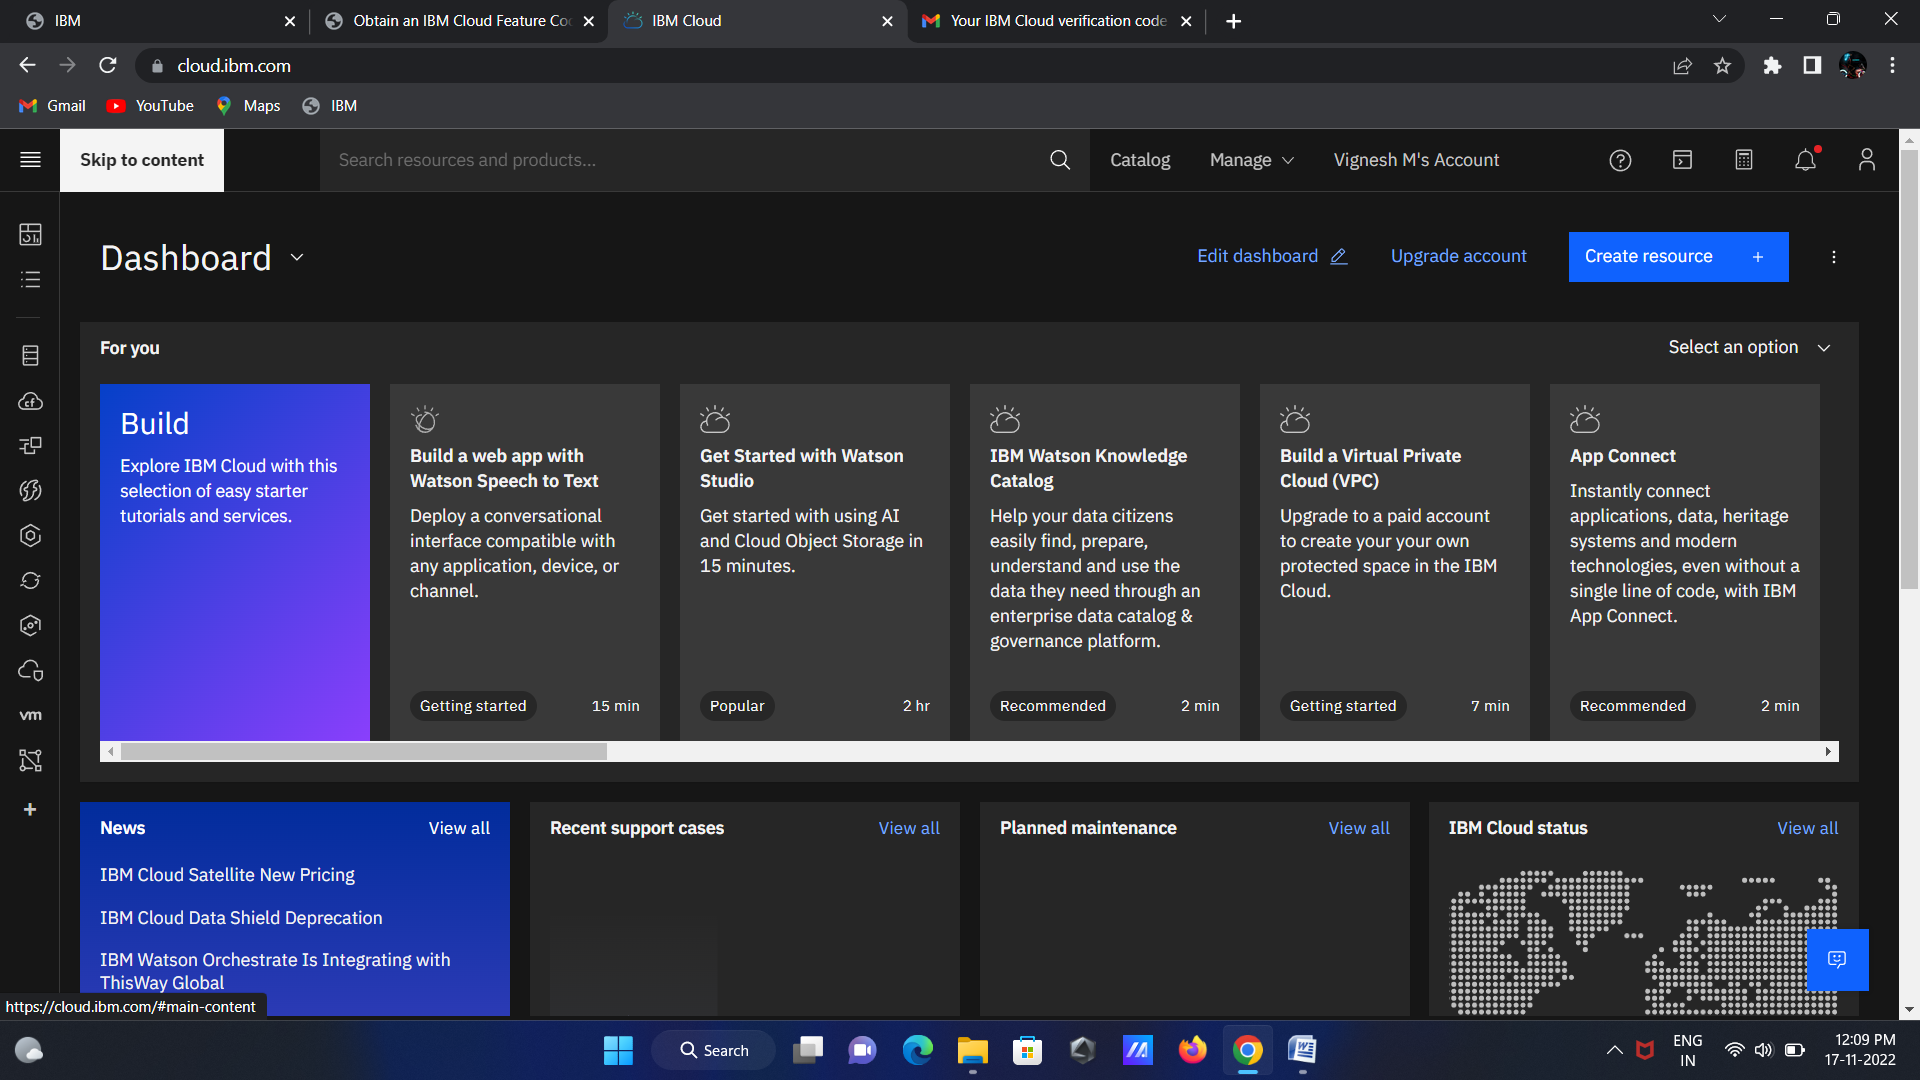 IBM
Obtain an IBM Cloud Feature Co
IBM Cloud
Your IBM Cloud verification code
cloud.ibm.com
Gmail
YouTube
Maps
IBM
Skip to content
Search resources and products...
Catalog
Manage
Vignesh M's Account
Dashboard
Edit dashboard
Upgrade account
Create resource +
For you
Select an option
Build
Explore IBM Cloud with this
selection of easy starter
tutorials and services.
Build a web app with
Watson Speech to Text
Deploy a conversational
interface compatible with
any application, device, or
channel.
Getting started
15 min
Get Started with Watson
Studio
Get started with using AI
and Cloud Object Storage in
15 minutes.
Popular
2 hr
IBM Watson Knowledge
Catalog
Help your data citizens
easily find, prepare,
understand and use the
data they need through an
enterprise data catalog &
governance platform.
Recommended
2 min
Build a Virtual Private
Cloud (VPC)
Upgrade to a paid account
to create your your own
protected space in the IBM
Cloud.
Getting started
7 min
App Connect
Instantly connect
applications, data, heritage
systems and modern
technologies, even without a
single line of code, with IBM
App Connect.
Recommended
2 min
cf
vm
News
View all
IBM Cloud Satellite New Pricing
IBM Cloud Data Shield Deprecation
IBM Watson Orchestrate Is Integrating with
ThisWay Global
Recent support cases
View all
Planned maintenance
View all
IBM Cloud status
View all
https://cloud.ibm.com/#main-content
Search
ENG
IN
12:09 PM
17-11-2022